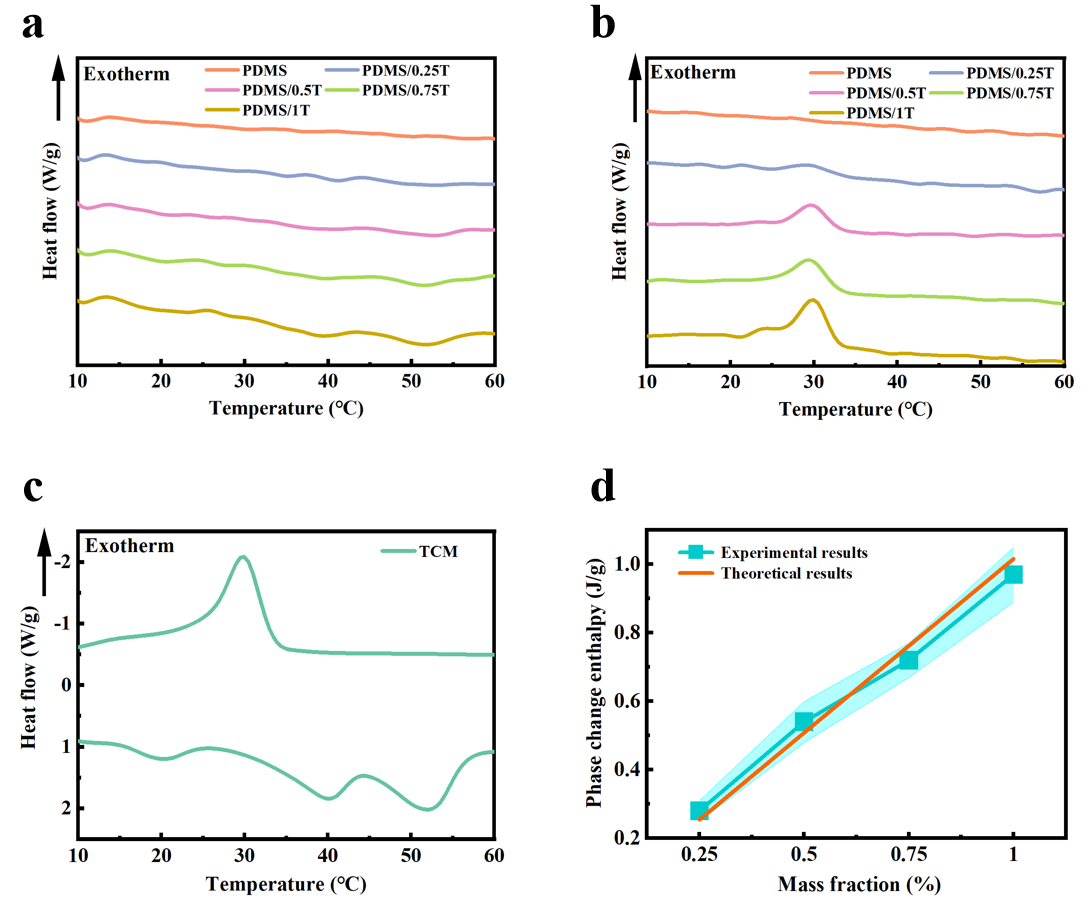 a
Exotherm
PDMS
PDMS/0.25T
PDMS/0.5T
PDMS/0.75T
PDMS/1T
Heat flow (W/g)
10 20 30 40 50 60
Temperature (℃)
b
Exotherm
PDMS
PDMS/0.25T
PDMS/0.5T
PDMS/0.75T
PDMS/1T
Heat flow (W/g)
10 20 30 40 50 60
Temperature (℃)
c
Exotherm
TCM
-2
-1
0
1
2
Heat flow (W/g)
10 20 30 40 50 60
Temperature (℃)
d
Experimental results
Theoretical results
1.0
0.8
0.6
0.4
0.2
Phase change enthalpy (J/g)
0.25 0.5 0.75 1
Mass fraction (%)